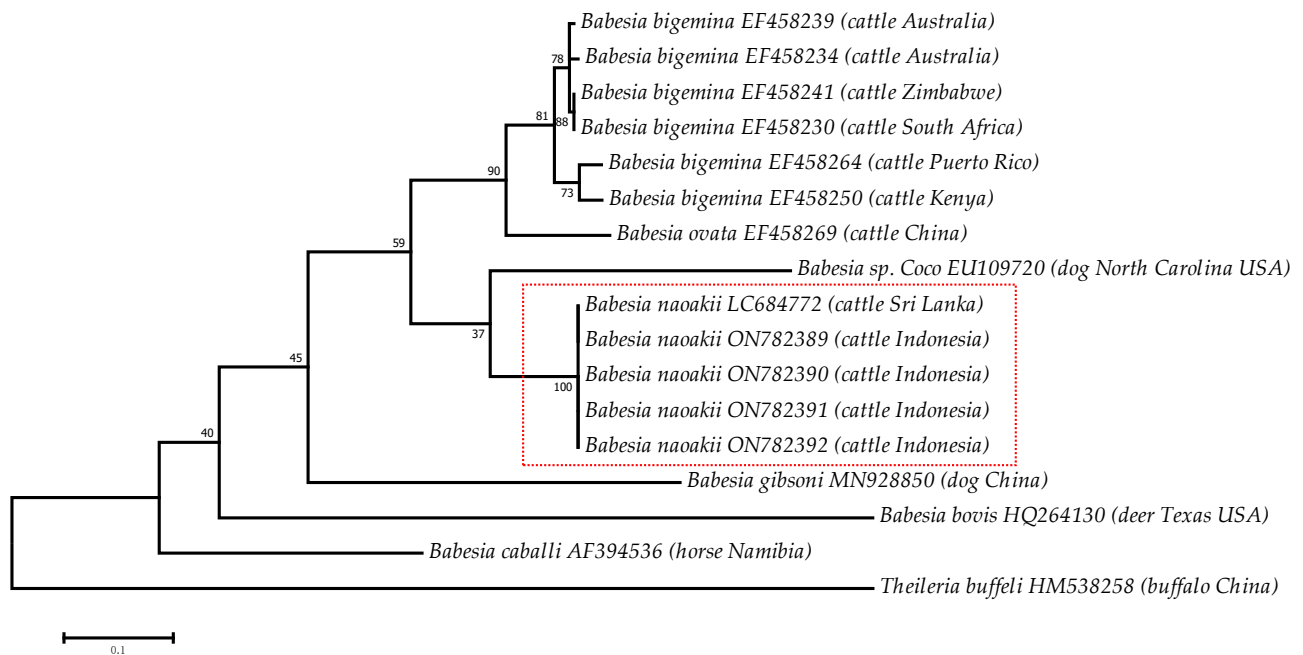 Babesia bigemina EF458239 (cattle Australia)
78
Babesia bigemina EF458234 (cattle Australia)
Babesia bigemina EF458241 (cattle Zimbabwe)
81
88
Babesia bigemina EF458230 (cattle South Africa)
Babesia bigemina EF458264 (cattle Puerto Rico)
90
73
Babesia bigemina EF458250 (cattle Kenya)
Babesia ovata EF458269 (cattle China)
59
Babesia sp. Coco EU109720 (dog North Carolina USA)
Babesia naoakii LC684772 (cattle Sri Lanka)
37
Babesia naoakii ON782389 (cattle Indonesia)
45
Babesia naoakii ON782390 (cattle Indonesia)
100
Babesia naoakii ON782391 (cattle Indonesia)
40
Babesia naoakii ON782392 (cattle Indonesia)
Babesia gibsoni MN928850 (dog China)
Babesia bovis HQ264130 (deer Texas USA)
Babesia caballi AF394536 (horse Namibia)
Theileria buffeli HM538258 (buffalo China)
0.1